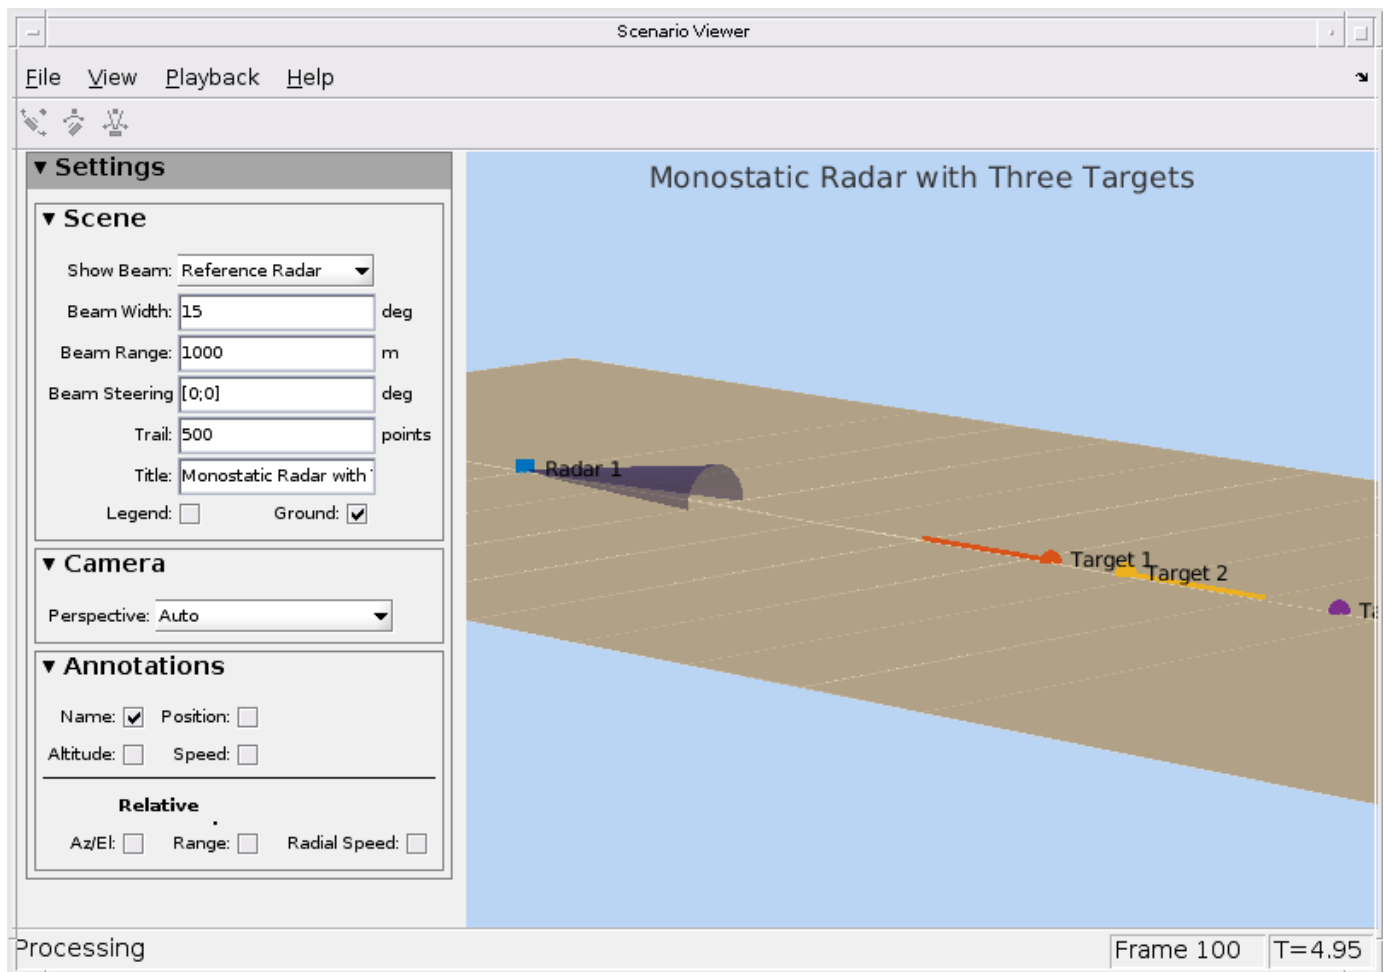 Scenario Viewer
File View Playback Help
▼ Settings
Monostatic Radar with Three Targets
▼ Scene
Show Beam: Reference Radar
Beam Width: 15 deg
Beam Range: 1000 m
Beam Steering [0;0] deg
Trail: 500 points
Title: Monostatic Radar with
Legend: Ground:
Radar 1
Target 1
Target 2
Ta
▼ Camera
Perspective: Auto
▼ Annotations
Name: Position:
Altitude: Speed:
Relative
Az/El: Range: Radial Speed:
Processing Frame 100 T=4.95